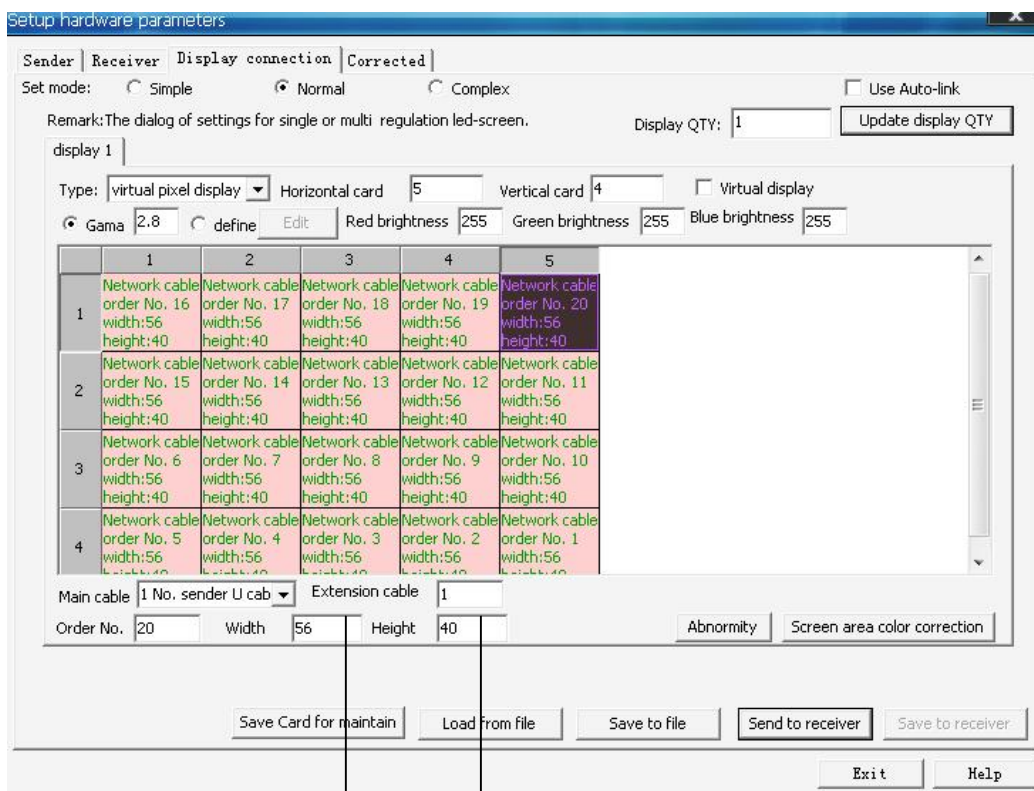 Setup hardware parameters
X
Sender Receiver Display connection Corrected
Set mode: Simple Normal Complex Use Auto-link
Remark:The dialog of settings for single or multi regulation led-screen. Display QTY: 1 Update display QTY
display 1
Type: virtual pixel display Horizontal card 5 Vertical card 4 Virtual display
Gama 2.8 define Edit Red brightness 255 Green brightness 255 Blue brightness 255
1 2 3 4 5
Network cable Network cable Network cable Network cable Network cable
order No. 16 order No. 17 order No. 18 order No. 19 order No. 20
1
width:56 width:56 width:56 width:56 width:56
height:40 height:40 height:40 height:40 height:40
Network cable Network cable Network cable Network cable Network cable
order No. 15 order No. 14 order No. 13 order No. 12 order No. 11
2
width:56 width:56 width:56 width:56 width:56
height:40 height:40 height:40 height:40 height:40
Network cable Network cable Network cable Network cable Network cable
order No. 6 order No. 7 order No. 8 order No. 9 order No. 10
3
width:56 width:56 width:56 width:56 width:56
height:40 height:40 height:40 height:40 height:40
Network cable Network cable Network cable Network cable Network cable
order No. 5 order No. 4 order No. 3 order No. 2 order No. 1
4
width:56 width:56 width:56 width:56 width:56
Main cable 1 No. sender U cab Extension cable 1
Order No. 20 Width 56 Height 40 Abnormity Screen area color correction
Save Card for maintain Load from file Save to file Send to receiver Save to receiver
Exit Help